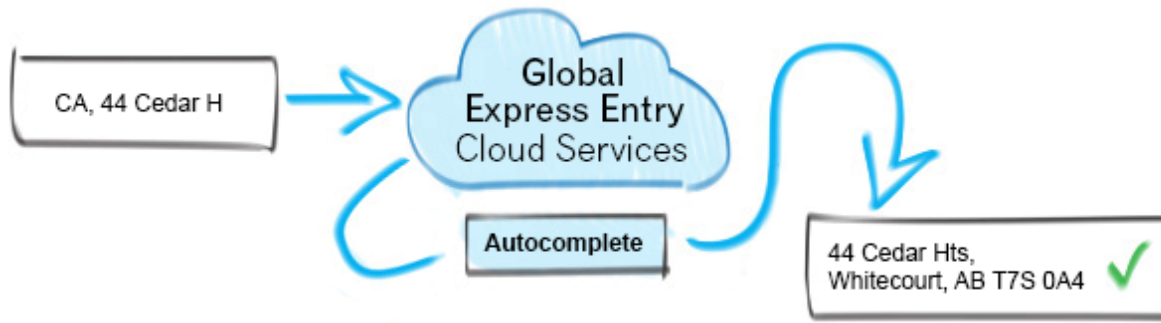 CA, 44 Cedar H
Global
Express Entry
Cloud Services
Autocomplete
44 Cedar Hts,
Whitecourt, AB T7S 0A4